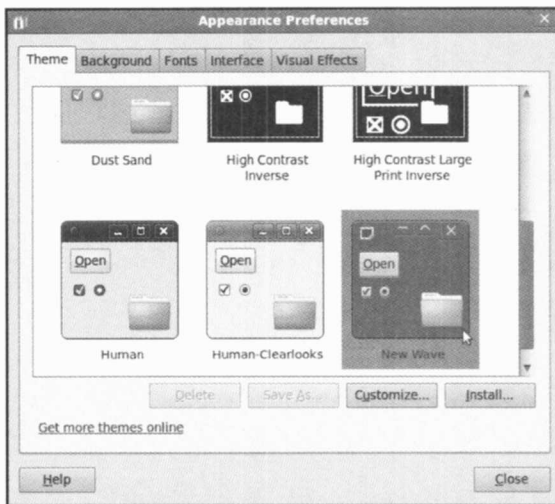 Appearance Preferences
Theme Background Fonts Interface Visual Effects
Open
Dust Sand
High Contrast
Inverse
High Contrast Large
Print Inverse
Open Open Open
Human Human-Clearlooks New Wave
Delete Save As... Customize... Install...
Get more themes online
Help Close